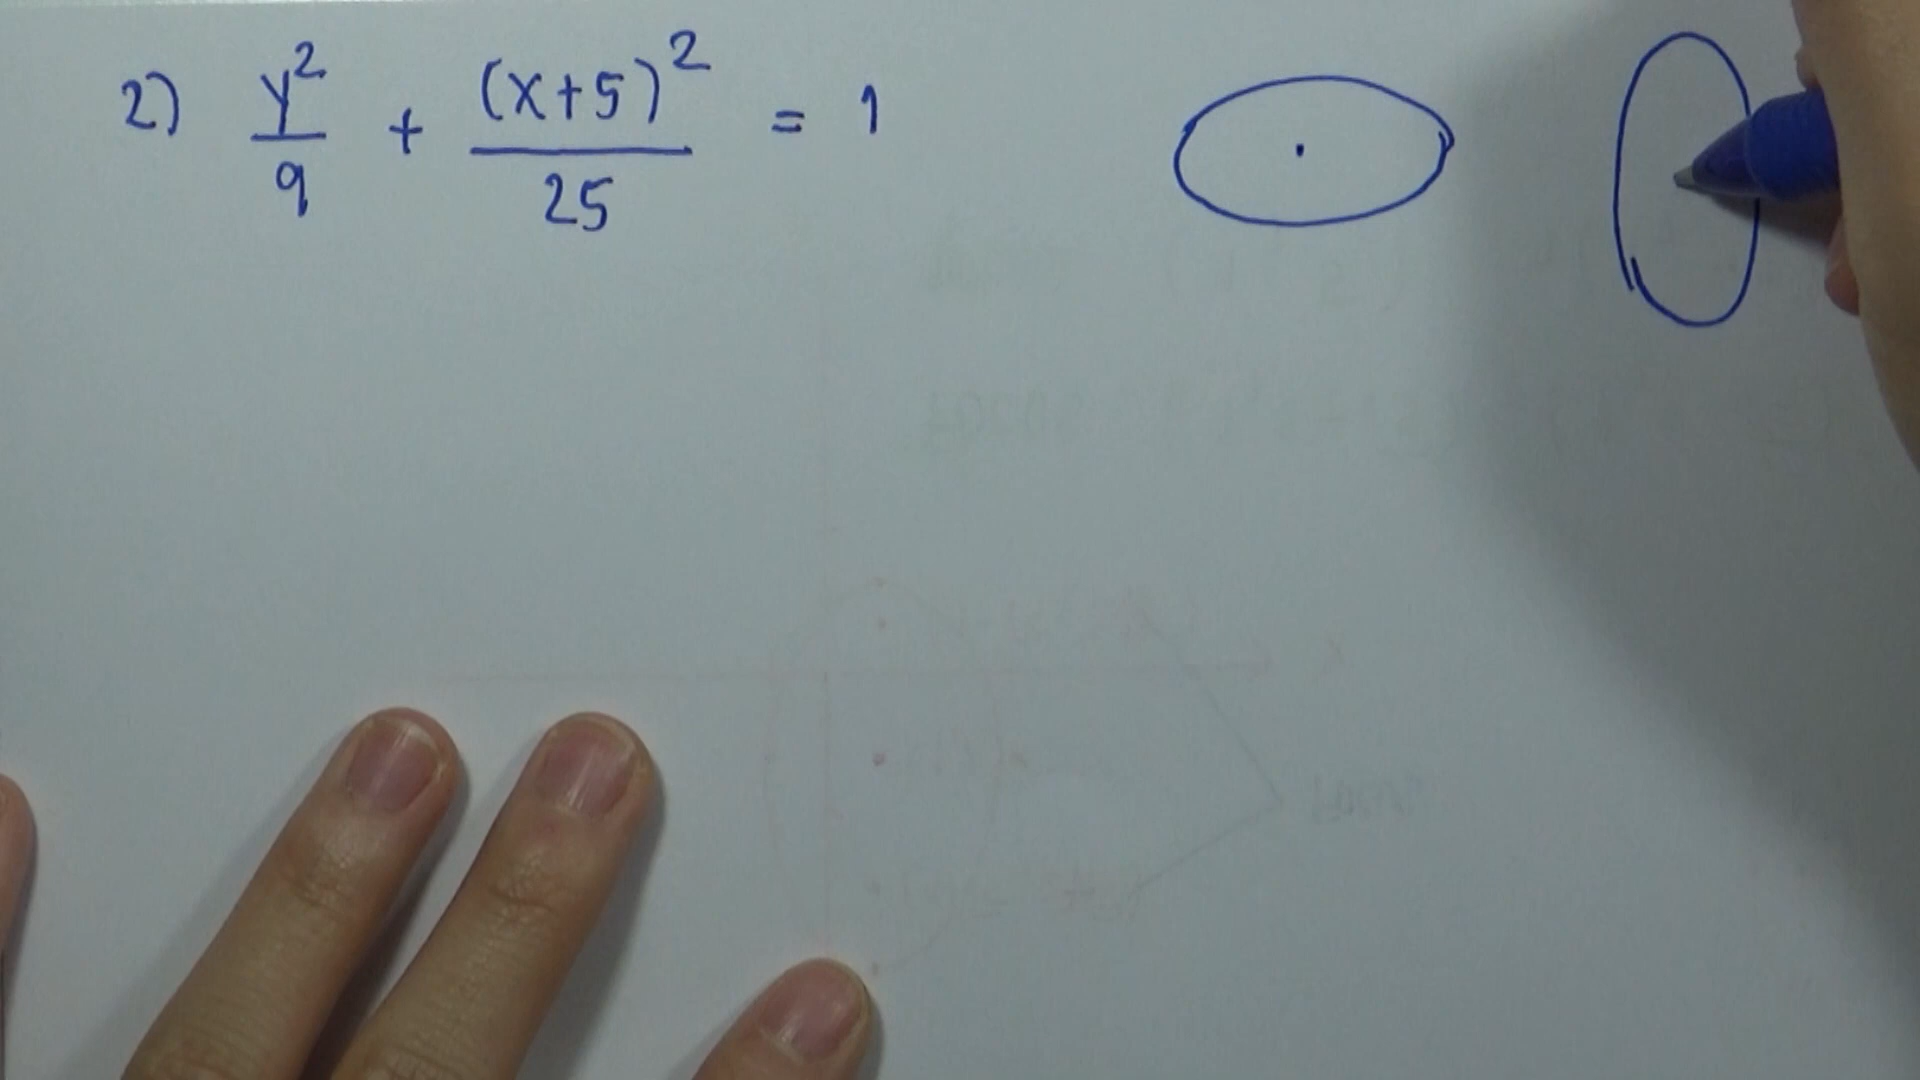 2) y²/9 + (x+5)²/25 = 1